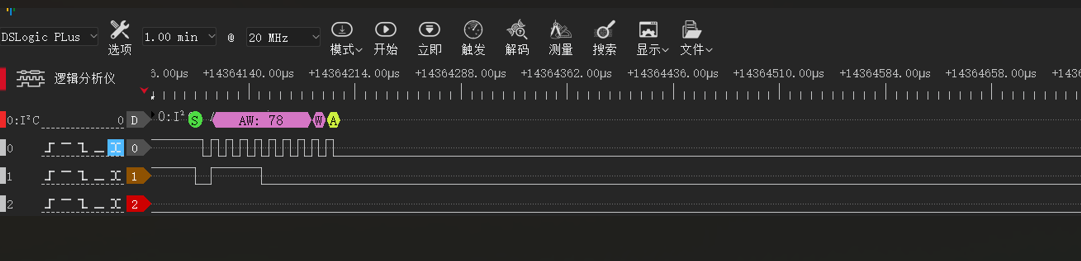 DSLogic PLus 1.00 min @ 20 MHz
选项 模式 开始 立即 触发 解码 测量 搜索 显示 文件
逻辑分析仪 6.00μs +14364140.00μs +14364214.00μs +14364288.00μs +14364362.00μs +14364436.00μs +14364510.00μs +14364584.00μs +14364658.00μs +1436
0:I²C 0 D 0:I² S AW: 78 W A
0 0
1 1
2 2